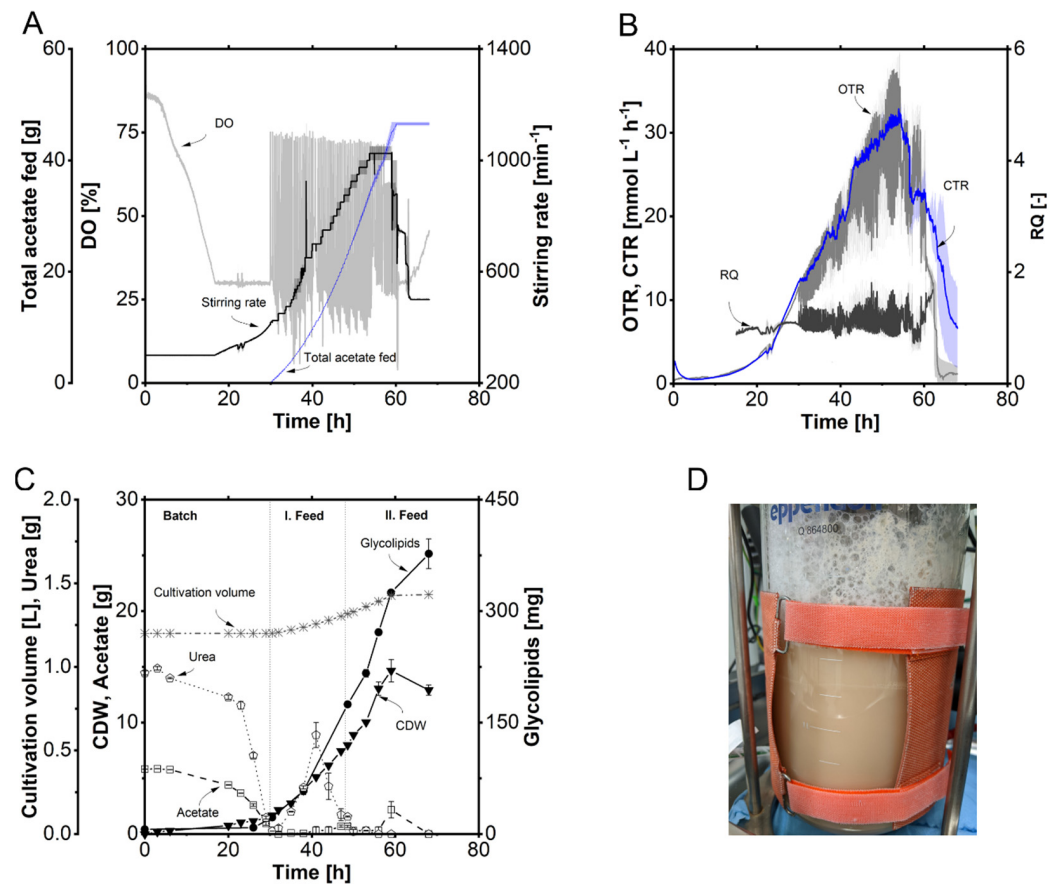 A
60
40
20
0
Total acetate fed [g]
100
75
50
25
0
DO [%]
1400
1000
600
200
Stirring rate [min-1]
DO
Stirring rate
Total acetate fed
0 20 40 60 80
Time [h]
B
40
30
20
10
0
OTR, CTR [mmol L-1 h-1]
6
4
2
0
RQ [-]
OTR
CTR
RQ
0 20 40 60 80
Time [h]
C
2.0
1.5
1.0
0.5
0.0
Cultivation volume [L], Urea [g]
30
20
10
0
CDW, Acetate [g]
450
300
150
0
Glycolipids [mg]
Batch I. Feed II. Feed
Glycolipids
Cultivation volume
Urea
CDW
Acetate
0 20 40 60 80
Time [h]
D
eppendorf
Q 864800